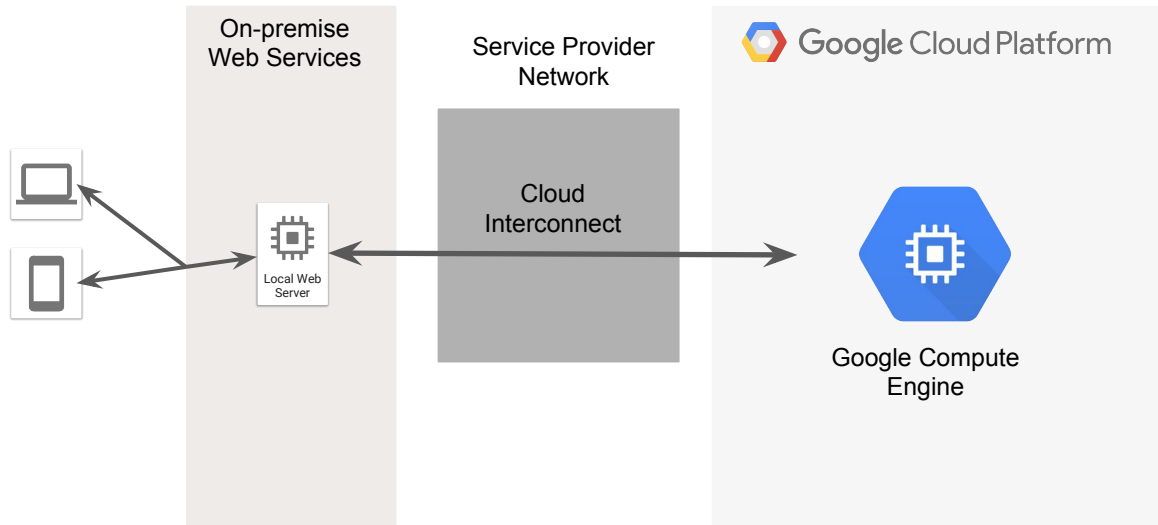 On-premise
Web Services
Service Provider
Network
Google Cloud Platform
Cloud
Interconnect
Local Web
Server
Google Compute
Engine